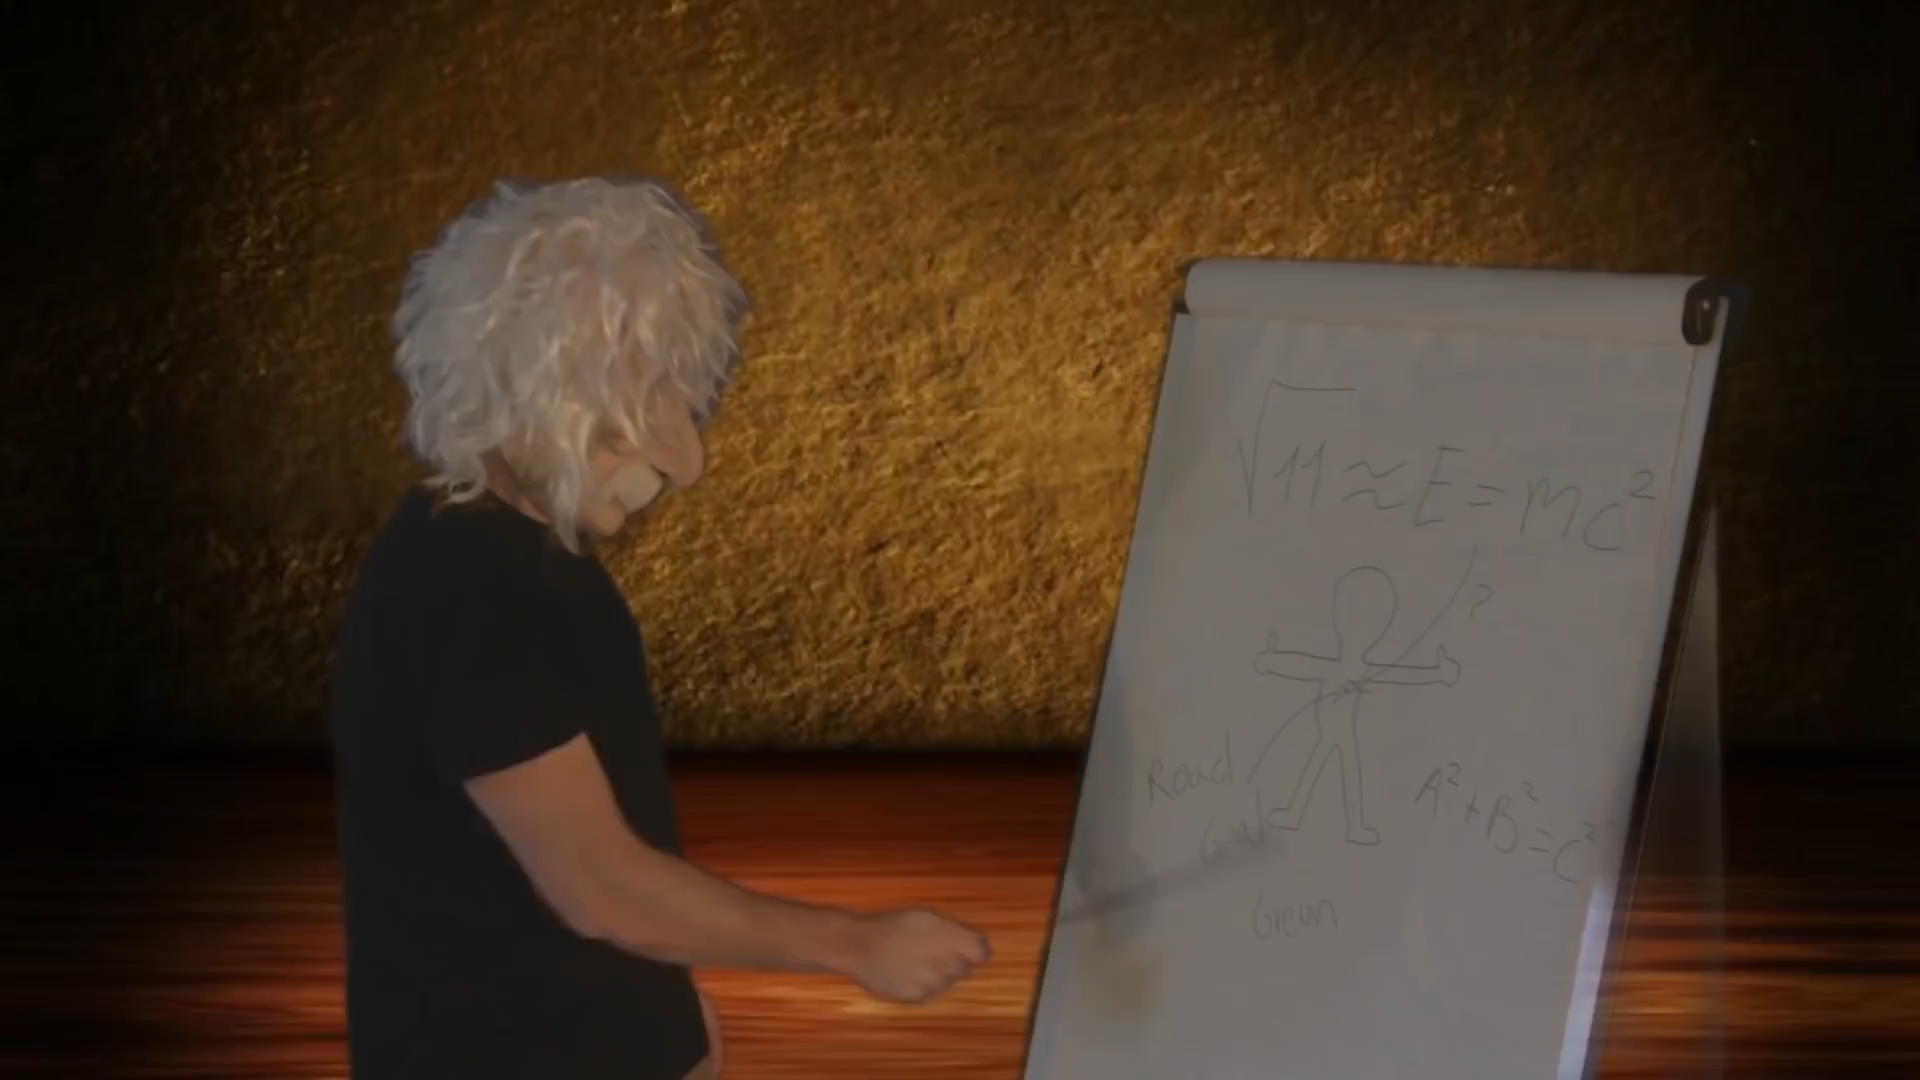 √11 ≈ E = mc²
?
Road
A² + B² = C²
Green